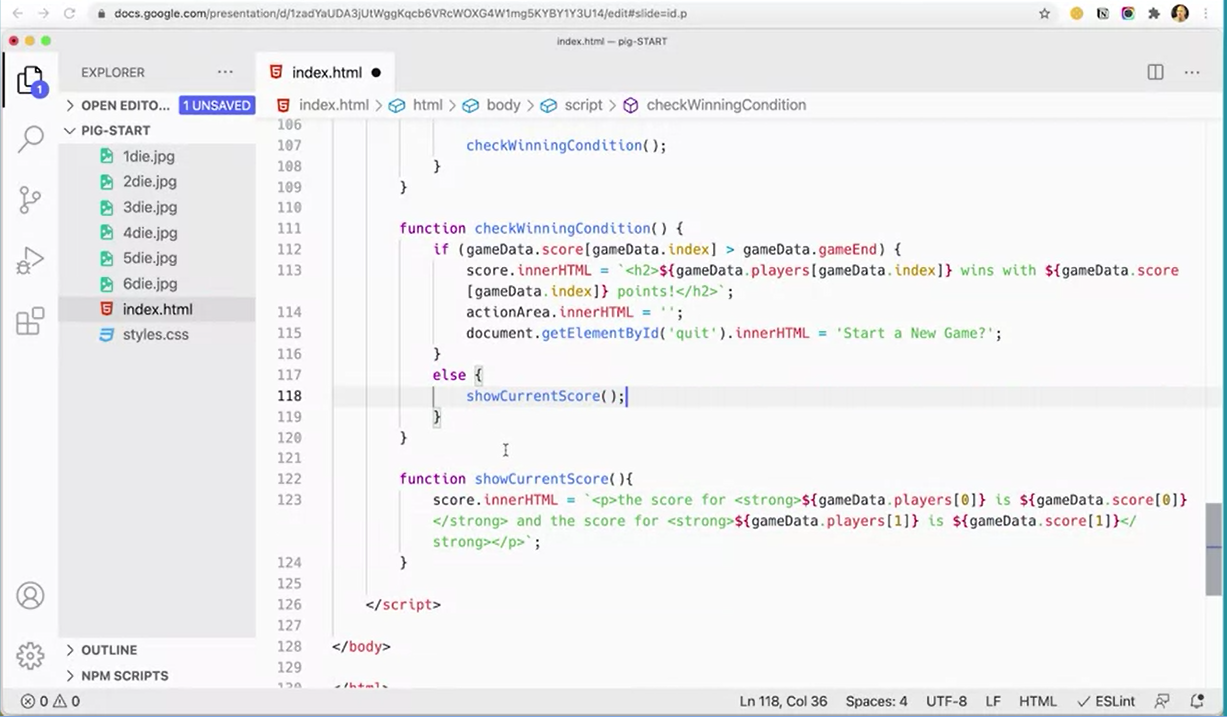 docs.google.com/presentation/d/1zadYaUDA3jUtWggKqcb6VRcWOXG4W1mg5KYBY1Y3U14/edit#slide=id.p
index.html — pig-START
EXPLORER
index.html
1
OPEN EDITO... 1 UNSAVED
index.html > html > body > script > checkWinningCondition
PIG-START
1die.jpg
2die.jpg
3die.jpg
4die.jpg
5die.jpg
6die.jpg
index.html
styles.css
OUTLINE
NPM SCRIPTS
106
107 checkWinningCondition();
108 }
109 }
110
111 function checkWinningCondition() {
112 if (gameData.score[gameData.index] > gameData.gameEnd) {
113 score.innerHTML = `<h2>${gameData.players[gameData.index]} wins with ${gameData.score
[gameData.index]} points!</h2>`;
114 actionArea.innerHTML = '';
115 document.getElementById('quit').innerHTML = 'Start a New Game?';
116 }
117 else {
118 showCurrentScore();
119 }
120 }
121
122 function showCurrentScore(){
123 score.innerHTML = `<p>the score for <strong>${gameData.players[0]} is ${gameData.score[0]}
</strong> and the score for <strong>${gameData.players[1]} is ${gameData.score[1]}</
strong></p>`;
124 }
125
126 </script>
127
128 </body>
129
130 </html>
0 0
Ln 118, Col 36 Spaces: 4 UTF-8 LF HTML ESLint